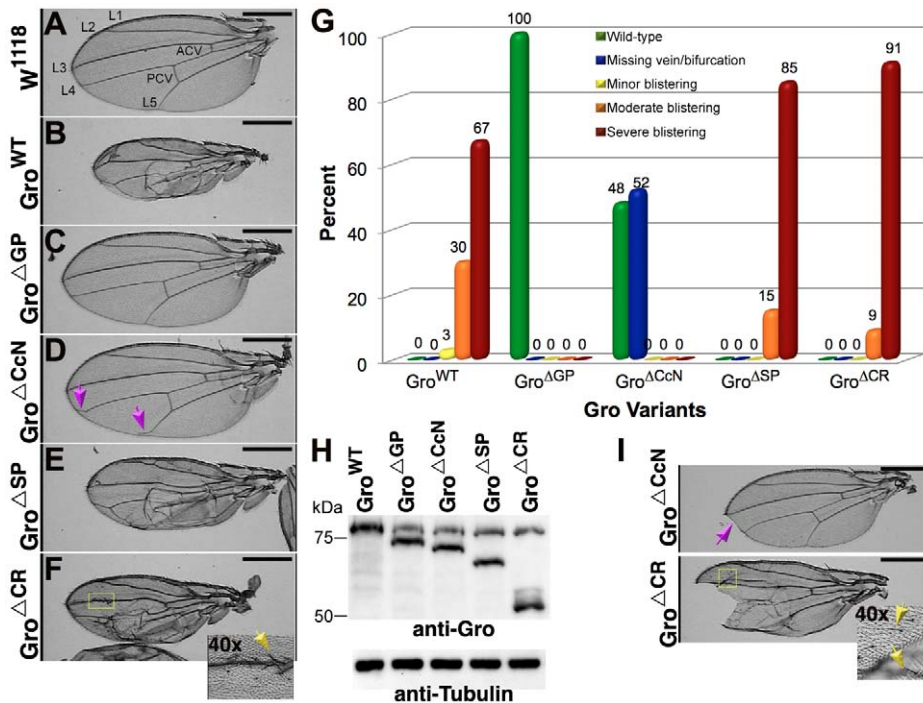 A
W1118
L1
L2
L3
L4
L5
ACV
PCV
B
GroWT
C
Gro△GP
D
Gro△CcN
E
Gro△SP
F
Gro△CR
40x
G
Percent
100
80
60
40
20
0
Wild-type
Missing vein/bifurcation
Minor blistering
Moderate blistering
Severe blistering
0 0 3 30 67
100 0 0 0 0
48 52 0 0 0
0 0 0 15 85
0 0 0 9 91
GroWT GroΔGP GroΔCcN GroΔSP GroΔCR
Gro Variants
H
GroWT
Gro△GP
Gro△CcN
Gro△SP
Gro△CR
kDa
75—
50—
anti-Gro
anti-Tubulin
I
Gro△CcN
Gro△CR
40x